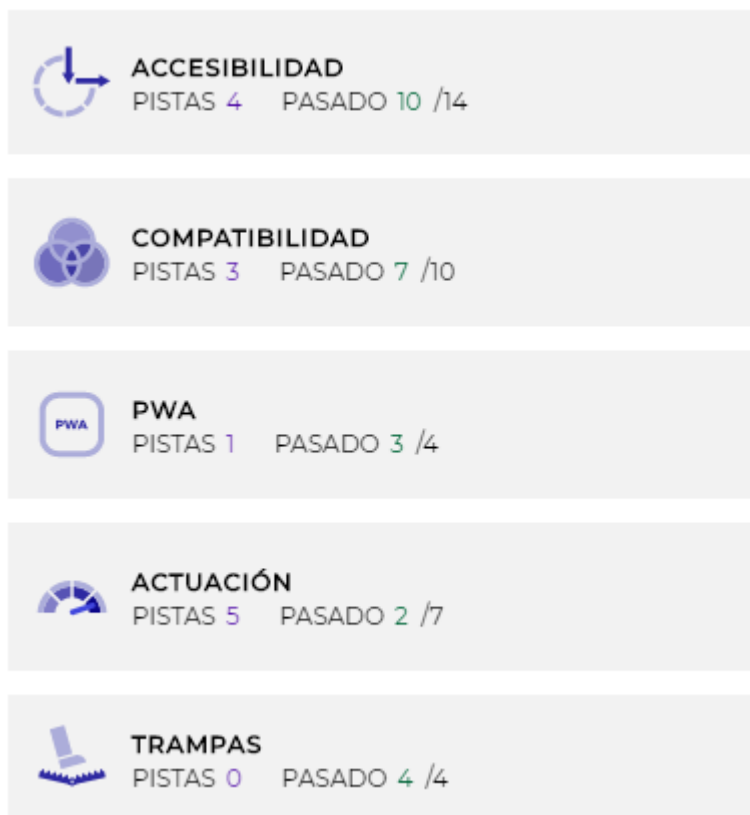 ACCESIBILIDAD
PISTAS 4 PASADO 10 /14
COMPATIBILIDAD
PISTAS 3 PASADO 7 /10
PWA
PWA
PISTAS 1 PASADO 3 /4
ACTUACIÓN
PISTAS 5 PASADO 2 /7
TRAMPAS
PISTAS 0 PASADO 4 /4